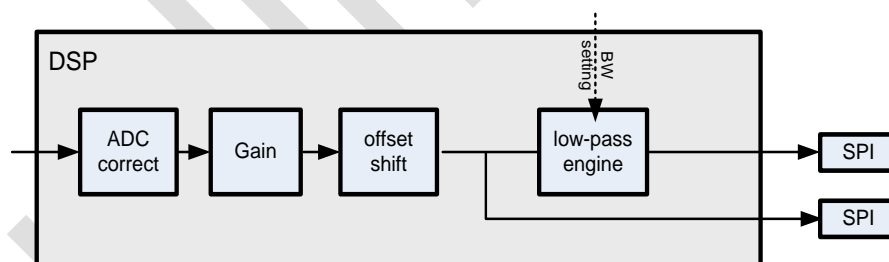 DSP
BW
setting
ADC
correct
Gain
offset
shift
low-pass
engine
SPI
SPI